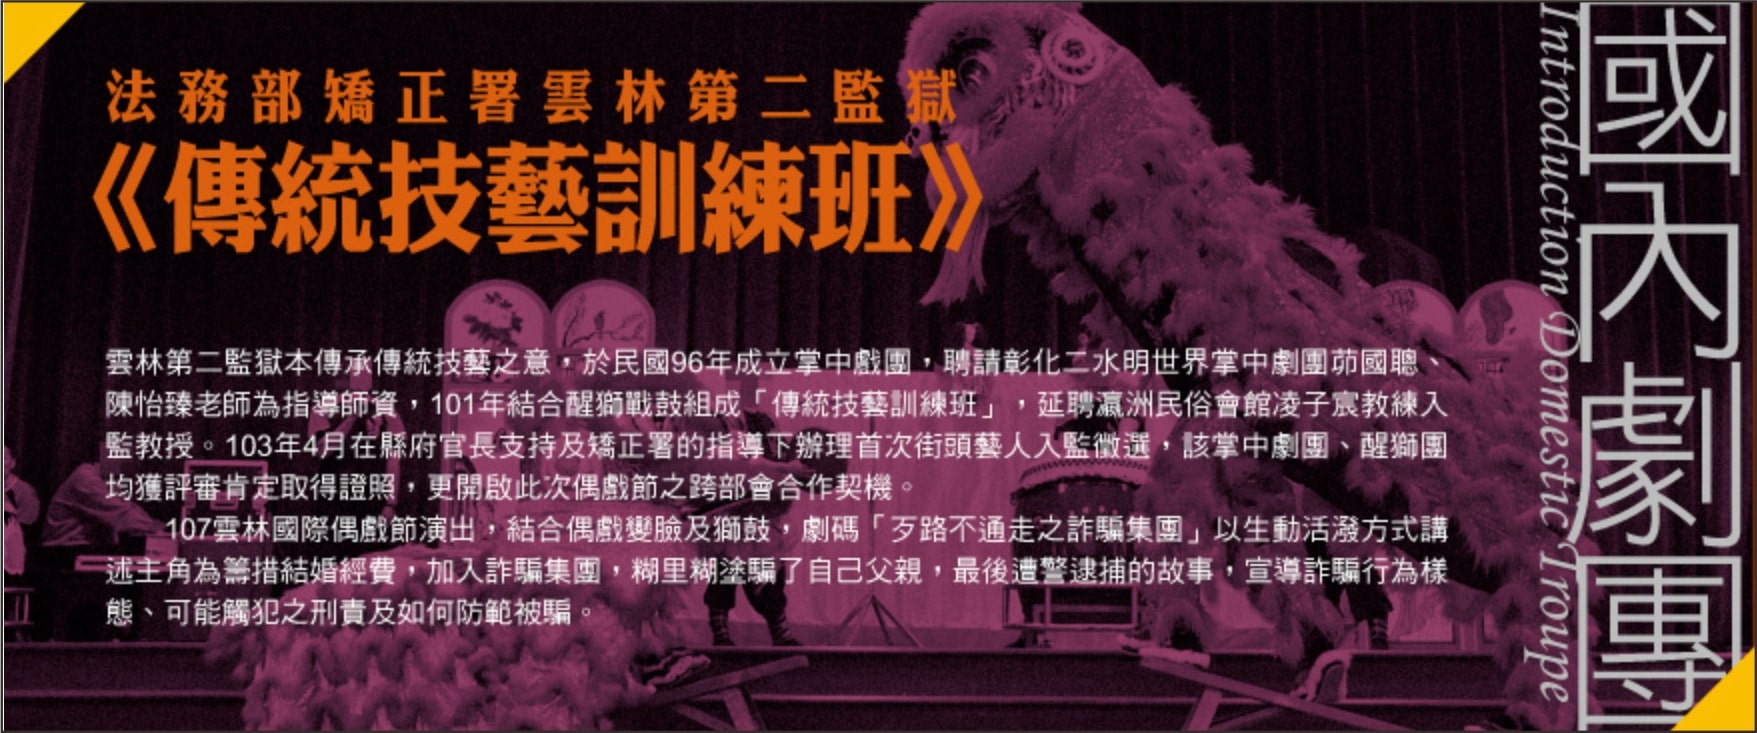 法務部矯正署雲林第二監獄
《傳統技藝訓練班》
雲林第二監獄本傳承傳統技藝之意，於民國96年成立掌中戲團，聘請彰化二水明世界掌中劇團茆國聰、
陳怡臻老師為指導師資，101年結合醒獅戰鼓組成「傳統技藝訓練班」，延聘瀛洲民俗會館凌子宸教練入
監教授。103年4月在縣府官長支持及矯正署的指導下辦理首次街頭藝人入監徵選，該掌中劇團、醒獅團
均獲評審肯定取得證照，更開啟此次偶戲節之跨部會合作契機。
107雲林國際偶戲節演出，結合偶戲變臉及獅鼓，劇碼「歹路不通走之詐騙集團」以生動活潑方式講
述主角為籌措結婚經費，加入詐騙集團，糊里糊塗騙了自己父親，最後遭警逮捕的故事，宣導詐騙行為樣
態、可能觸犯之刑責及如何防範被騙。
國內劇團
Introduction Domestic Troupe